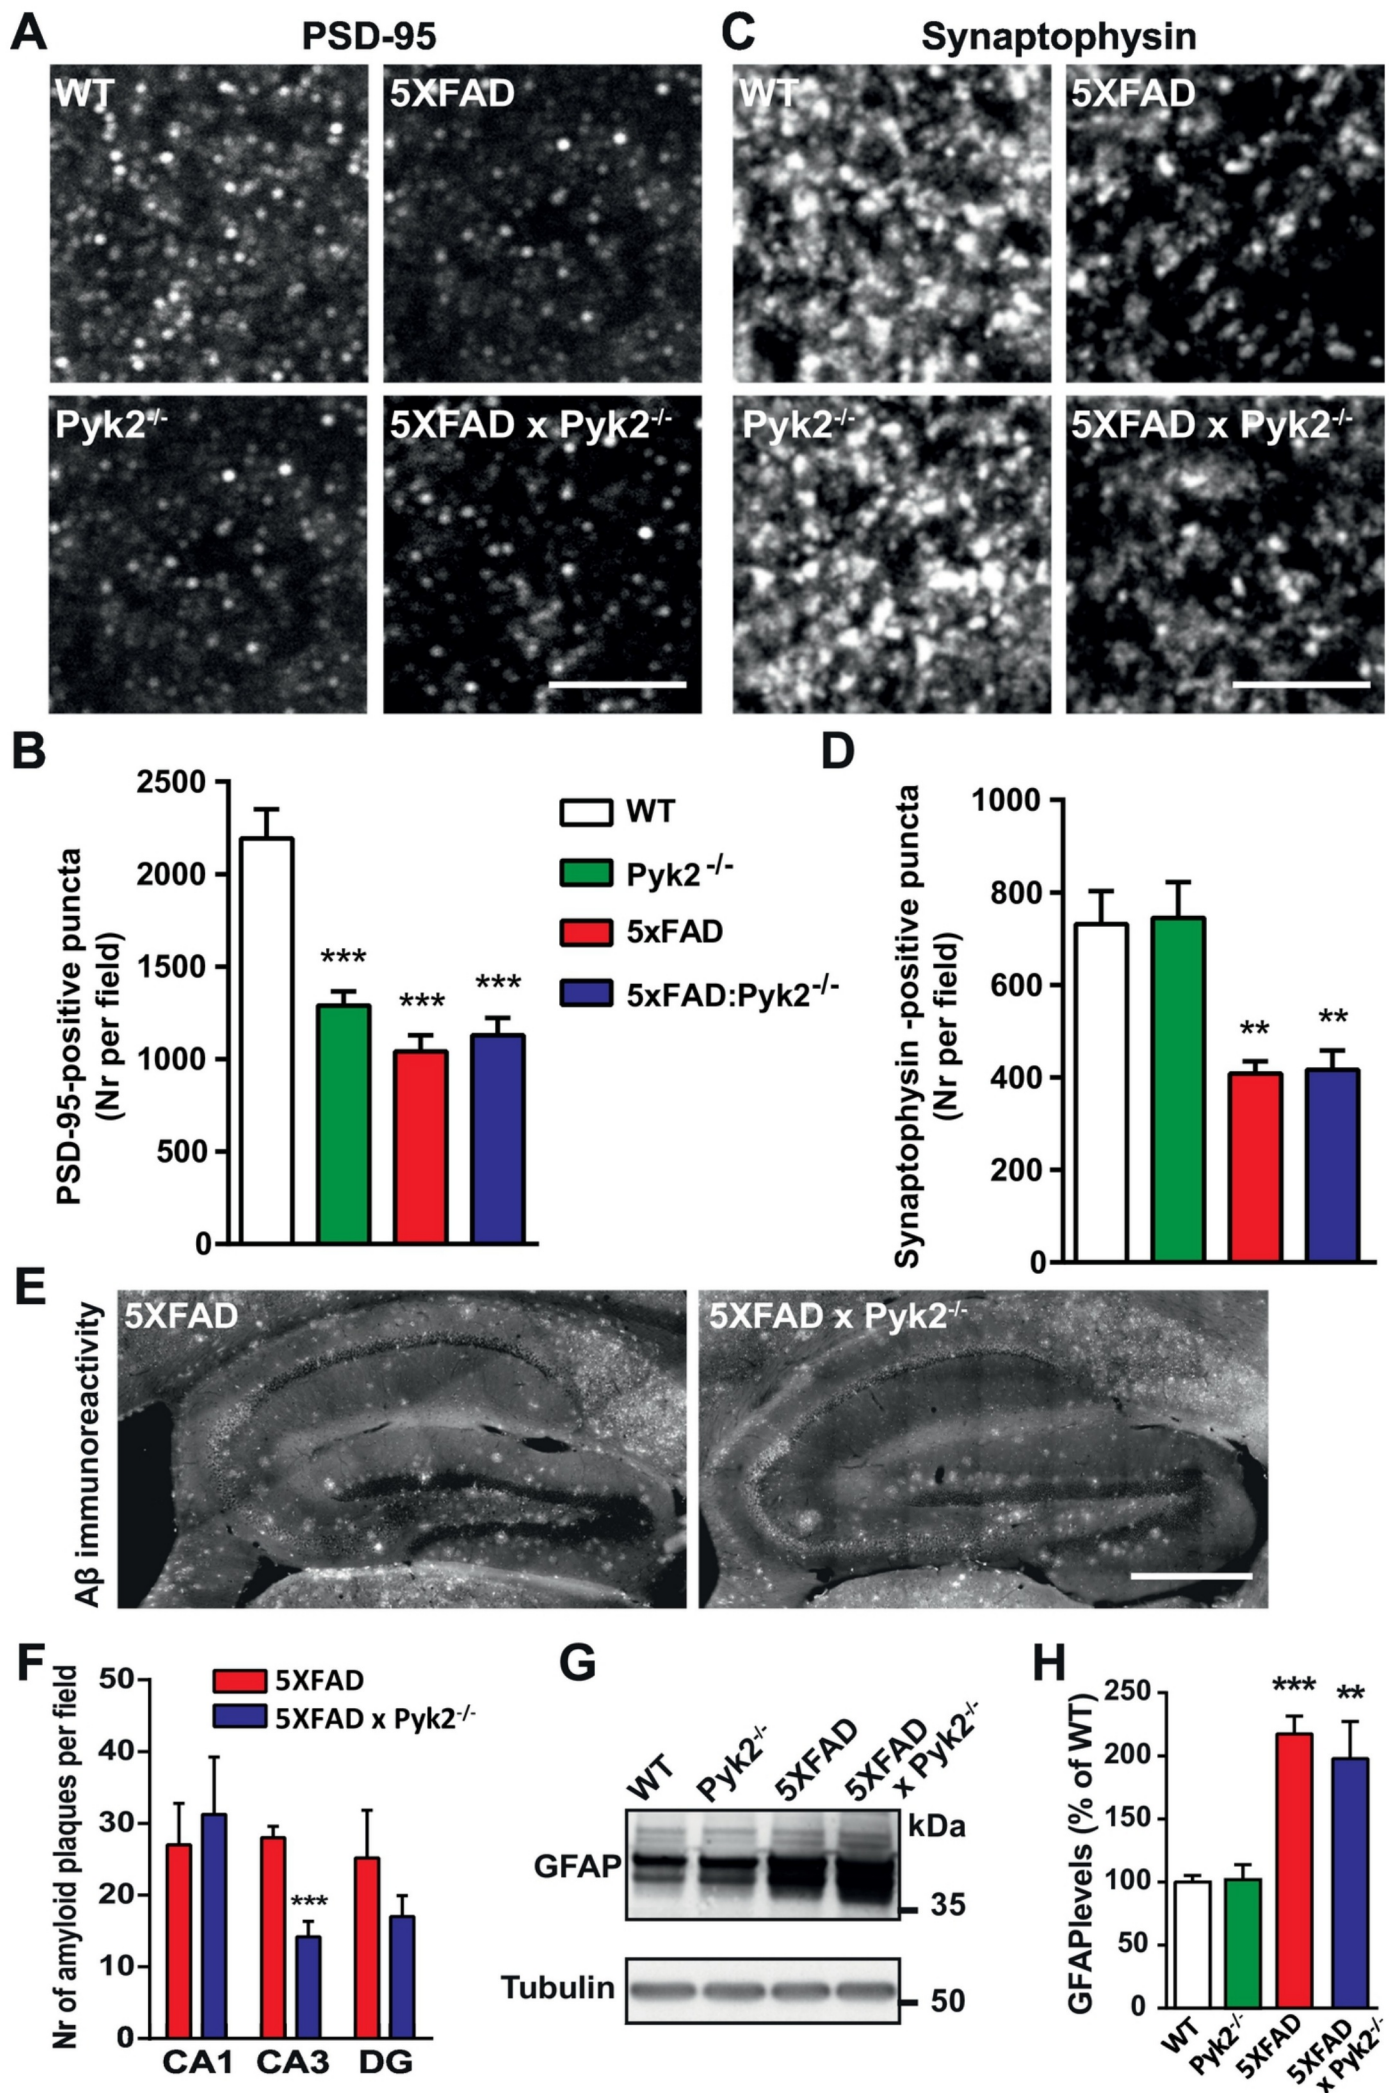 A
PSD-95
C
Synaptophysin
WT
5XFAD
WT
5XFAD
Pyk2-/-
5XFAD x Pyk2-/-
Pyk2-/-
5XFAD x Pyk2-/-
B
PSD-95-positive puncta
(Nr per field)
2500
2000
1500
1000
500
0
***
***
***
WT
Pyk2 -/-
5xFAD
5xFAD:Pyk2-/-
D
Synaptophysin -positive puncta
(Nr per field)
1000
800
600
400
200
0
**
**
E
Aβ immunoreactivity
5XFAD
5XFAD x Pyk2-/-
F
Nr of amyloid plaques per field
50
40
30
20
10
0
5XFAD
5XFAD x Pyk2-/-
***
CA1
CA3
DG
G
WT
Pyk2-/-
5XFAD
5XFAD
x Pyk2-/-
kDa
GFAP
35
Tubulin
50
H
GFAPlevels (% of WT)
250
200
150
100
50
0
***
**
WT
Pyk2-/-
5XFAD
5XFAD
x Pyk2-/-